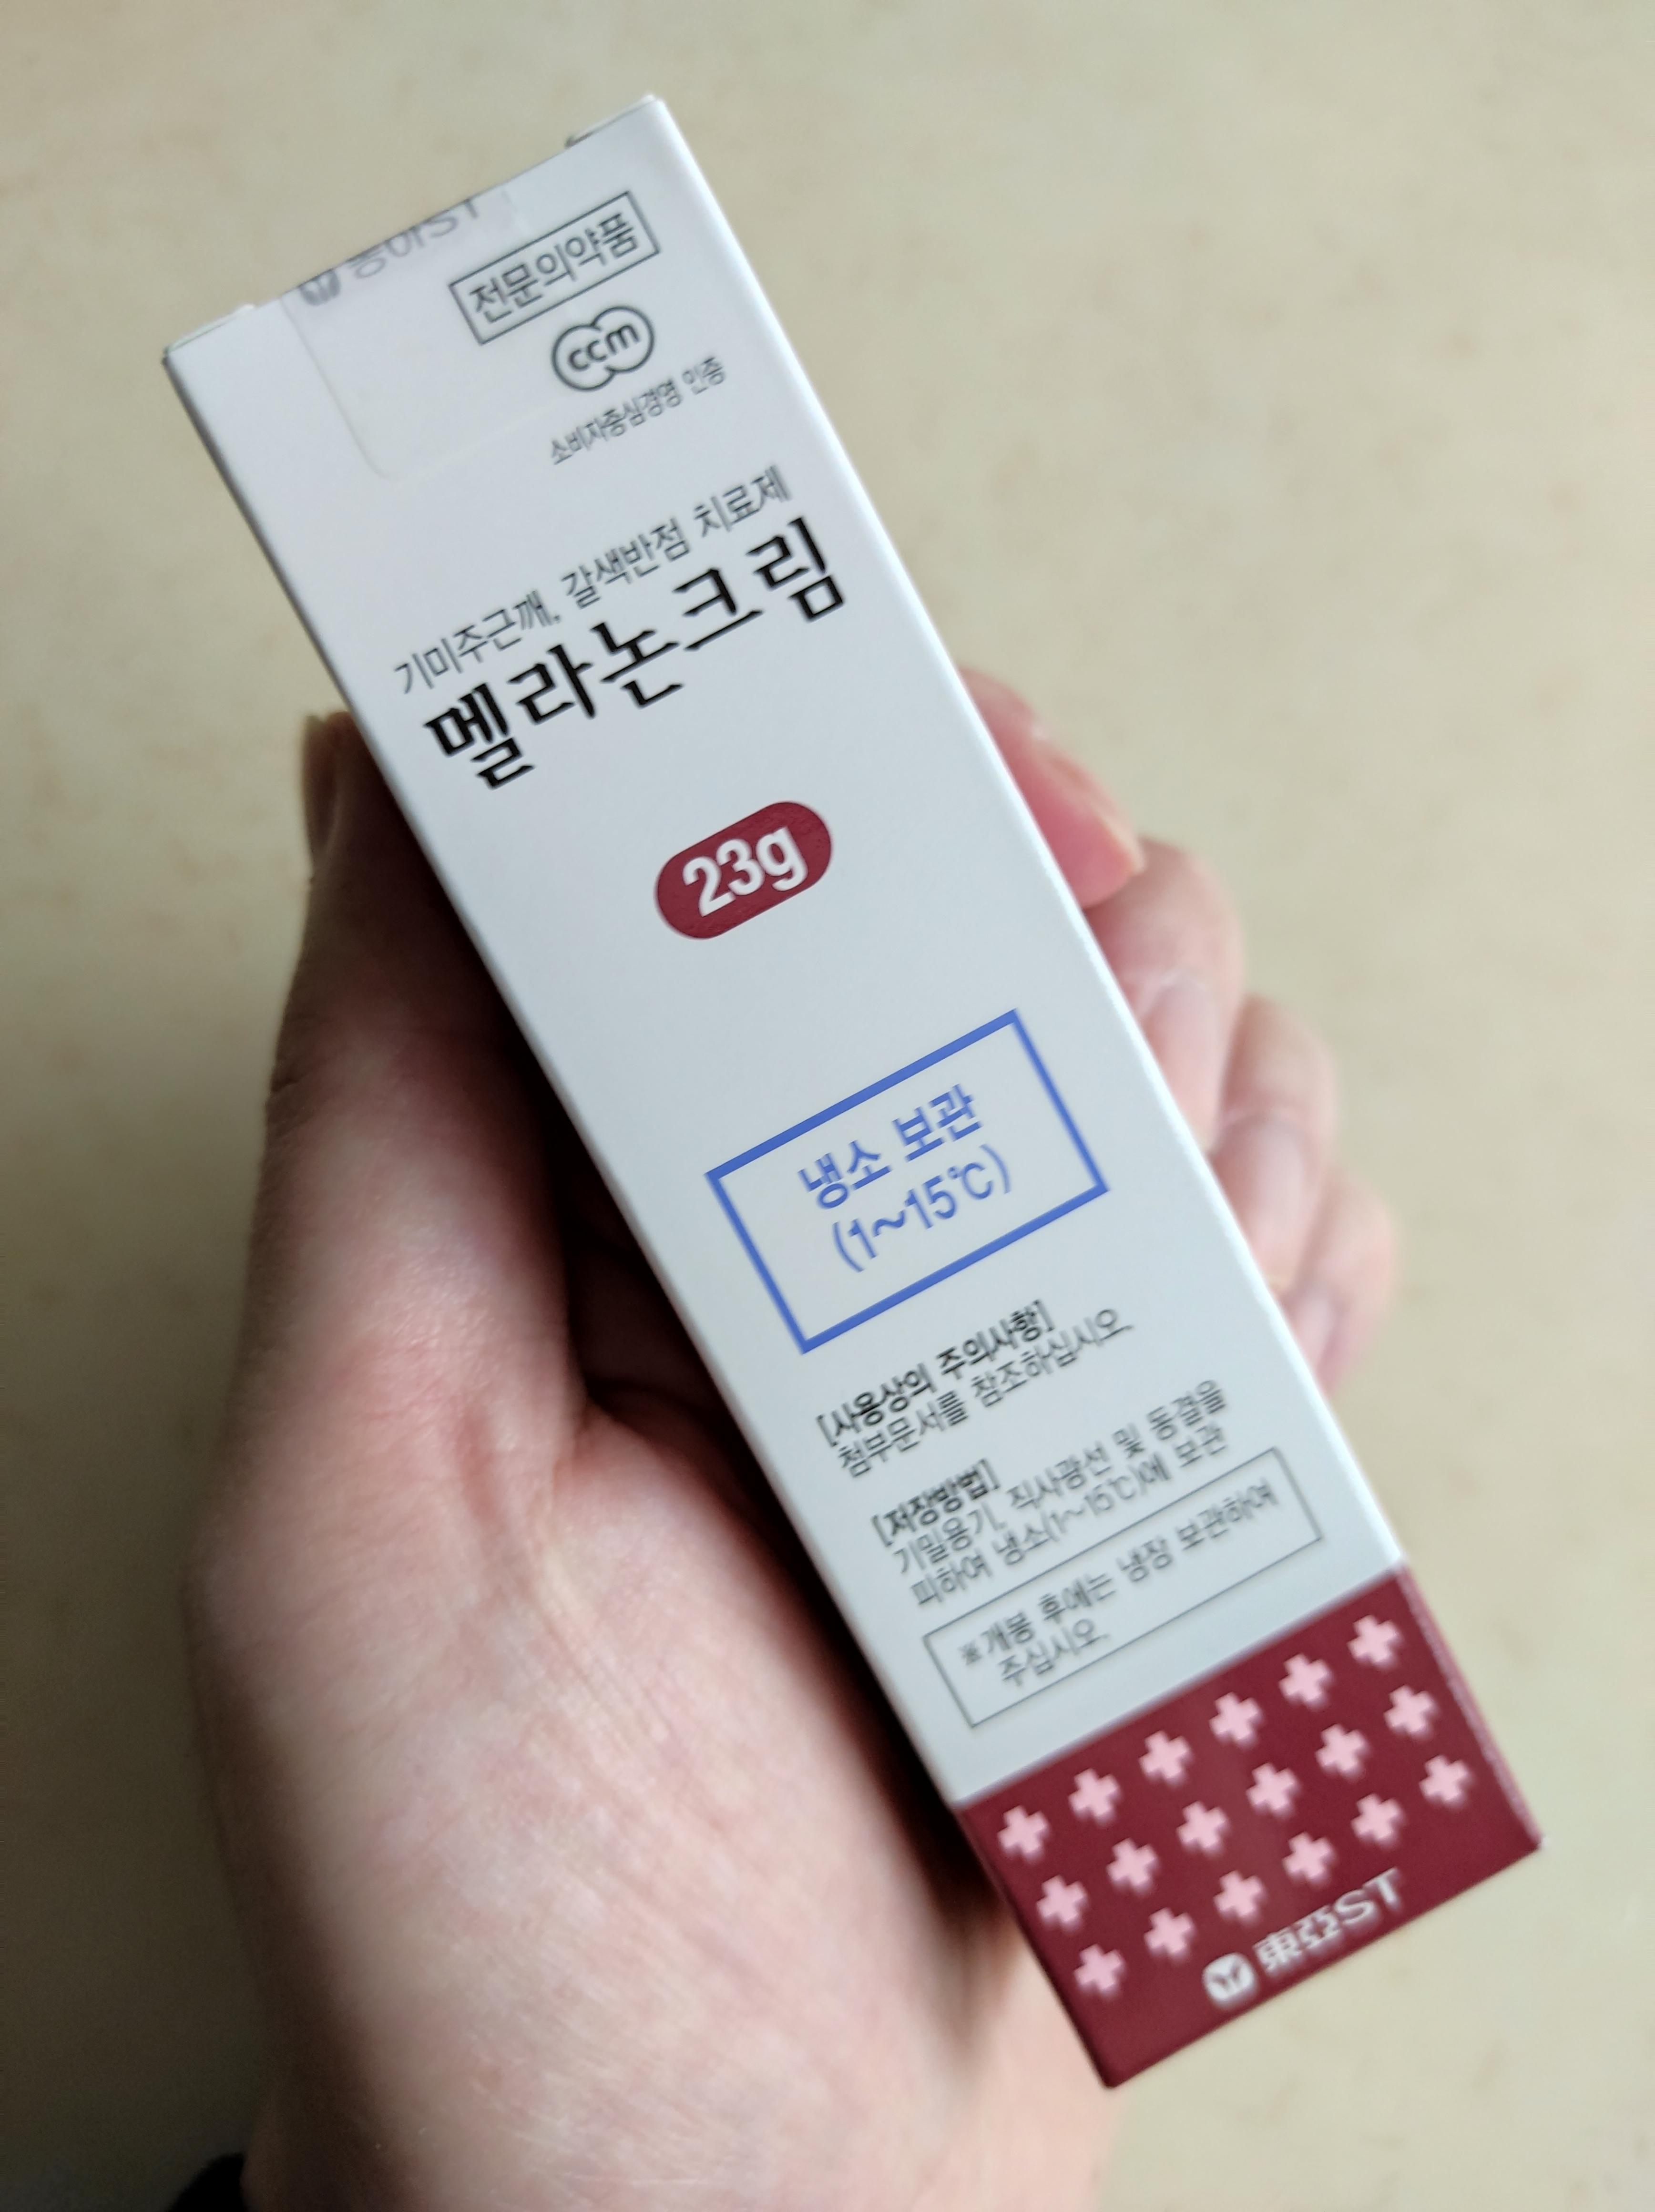 동아ST
전문의약품
ccm
소비자중심경영 인증
기미주근깨, 갈색반점 치료제
멜라논크림
23g
냉소 보관
(1~15℃)
[사용상의 주의사항]
첨부문서를 참조하십시오.
[저장방법]
기밀용기, 직사광선 및 동결을
피하여 냉소(1~15℃)에 보관
※개봉 후에는 냉장 보관하여
주십시오.
東亞ST